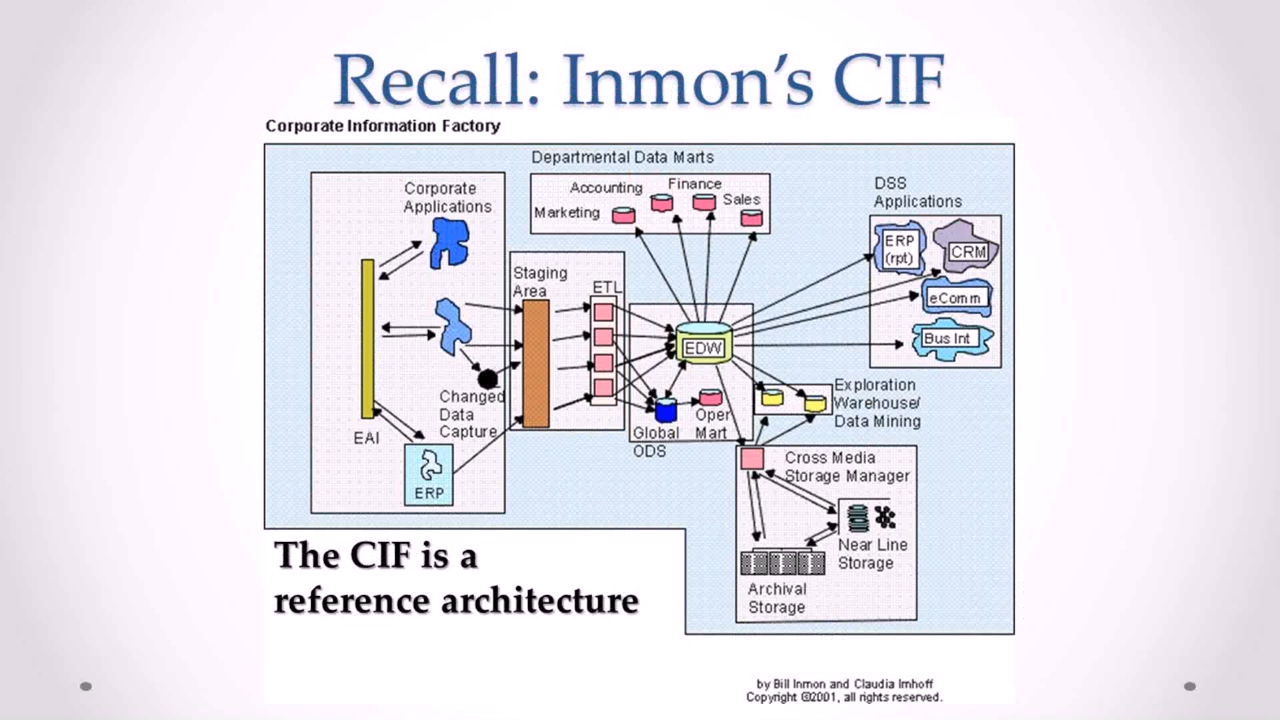 Recall: Inmon's CIF
Corporate Information Factory
Departmental Data Marts
Accounting
Finance
Marketing
Sales
DSS
Applications
ERP
(rpt)
CRM
eComm
Bus Int
Corporate
Applications
Staging
Area
ETL
EDW
Changed
Data
Capture
EAI
ERP
Global
ODS
Oper
Mart
Exploration
Warehouse/
Data Mining
Cross Media
Storage Manager
Near Line
Storage
Archival
Storage
The CIF is a
reference architecture
by Bill Inmon and Claudia Imhoff
Copyright ©2001, all rights reserved.